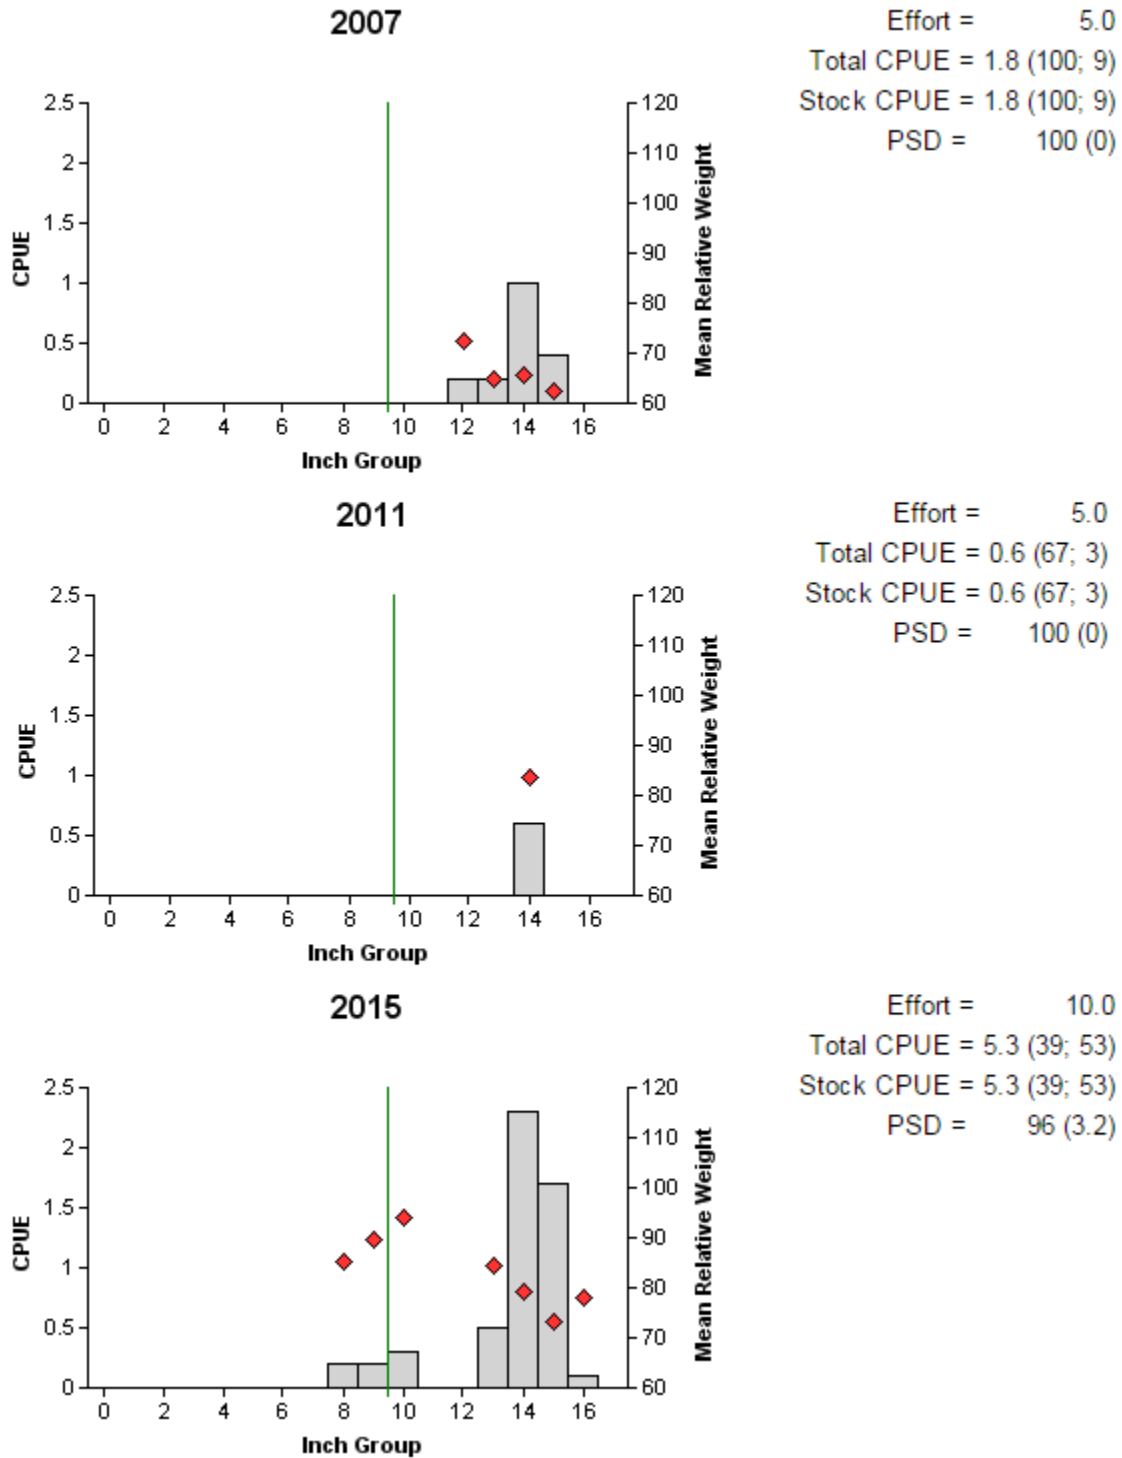 2007
Effort = 5.0
Total CPUE = 1.8 (100; 9)
Stock CPUE = 1.8 (100; 9)
PSD = 100 (0)
2.5
2
1.5
1
0.5
0
CPUE
120
110
100
90
80
70
60
Mean Relative Weight
0 2 4 6 8 10 12 14 16
Inch Group
2011
Effort = 5.0
Total CPUE = 0.6 (67; 3)
Stock CPUE = 0.6 (67; 3)
PSD = 100 (0)
2.5
2
1.5
1
0.5
0
CPUE
120
110
100
90
80
70
60
Mean Relative Weight
0 2 4 6 8 10 12 14 16
Inch Group
2015
Effort = 10.0
Total CPUE = 5.3 (39; 53)
Stock CPUE = 5.3 (39; 53)
PSD = 96 (3.2)
2.5
2
1.5
1
0.5
0
CPUE
120
110
100
90
80
70
60
Mean Relative Weight
0 2 4 6 8 10 12 14 16
Inch Group